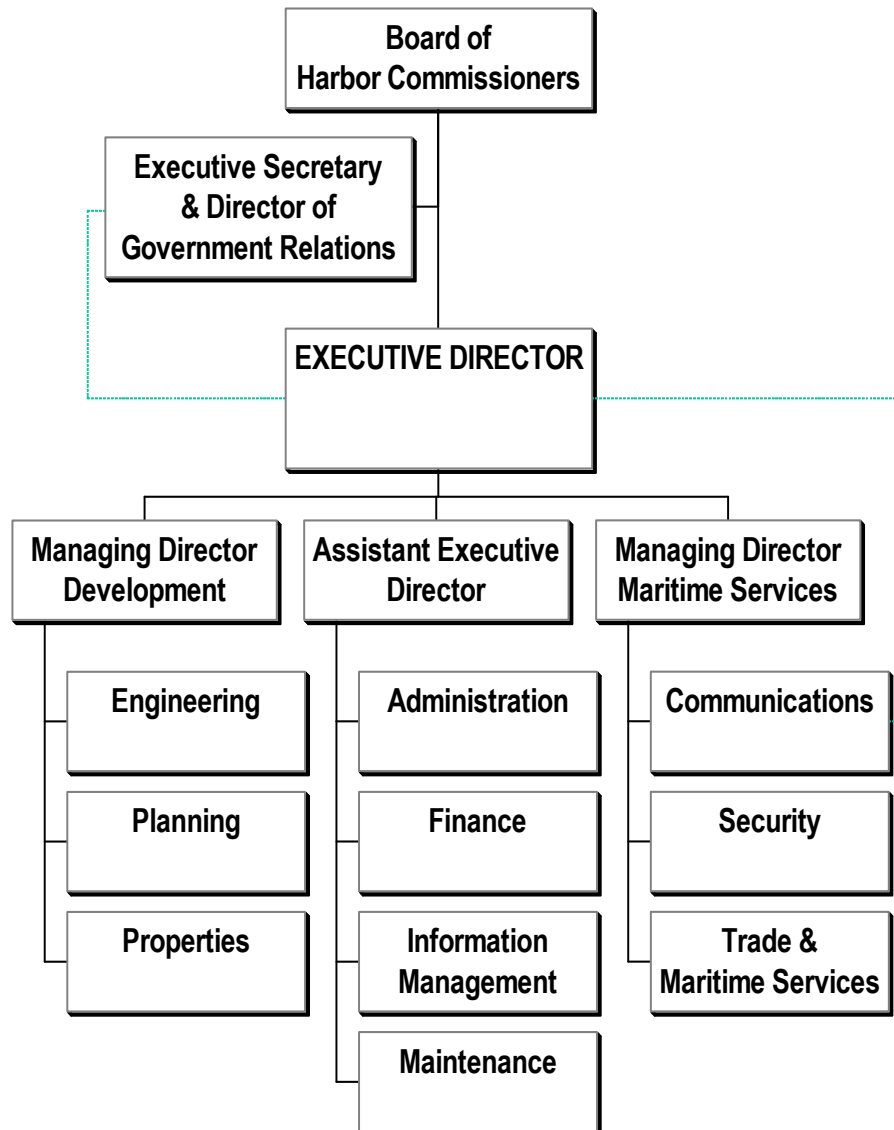 Board of
Harbor Commissioners
Executive Secretary
& Director of
Government Relations
EXECUTIVE DIRECTOR
Managing Director
Development
Assistant Executive
Director
Managing Director
Maritime Services
Engineering
Administration
Communications
Planning
Finance
Security
Properties
Information
Management
Trade &
Maritime Services
Maintenance